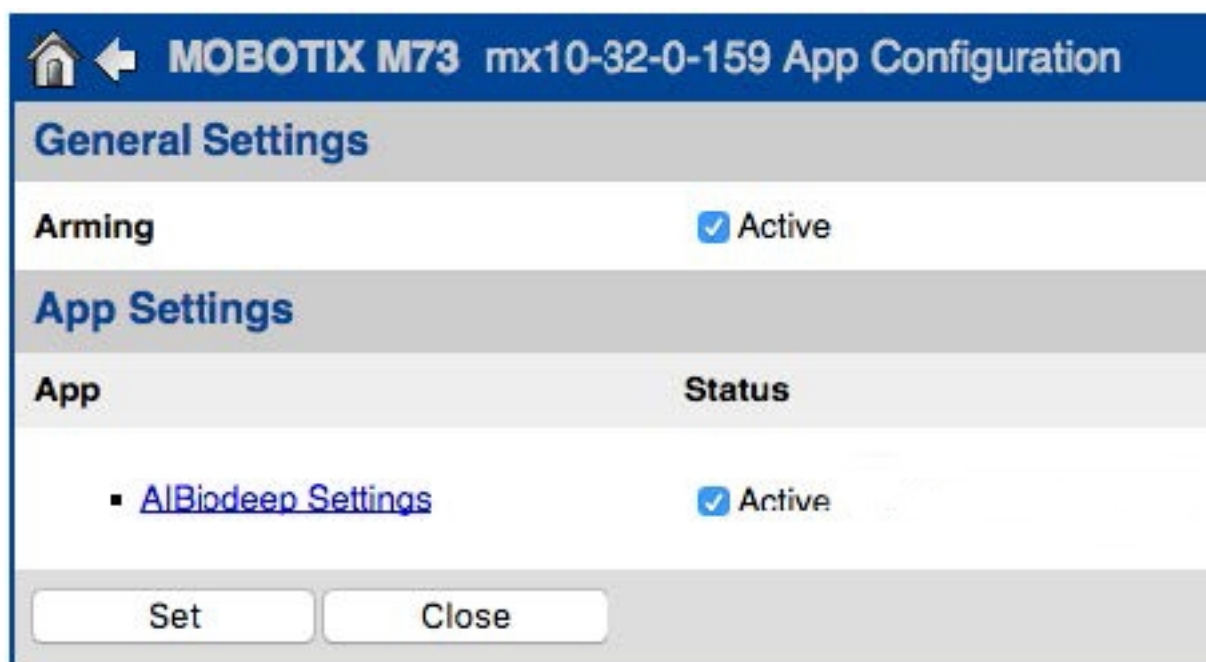 MOBOTIX M73 mx10-32-0-159 App Configuration
General Settings
Arming Active
App Settings
App Status
AIBiodeep Settings Active
Set Close